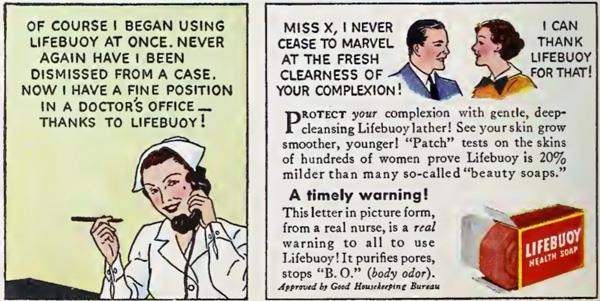 OF COURSE I BEGAN USING
LIFEBUOY AT ONCE. NEVER
AGAIN HAVE I BEEN
DISMISSED FROM A CASE.
NOW I HAVE A FINE POSITION
IN A DOCTOR'S OFFICE —
THANKS TO LIFEBUOY!
MISS X, I NEVER
CEASE TO MARVEL
AT THE FRESH
CLEARNESS OF
YOUR COMPLEXION!
I CAN
THANK
LIFEBUOY
FOR THAT!
PROTECT your complexion with gentle, deep-
cleansing Lifebuoy lather! See your skin grow
smoother, younger! "Patch" tests on the skins
of hundreds of women prove Lifebuoy is 20%
milder than many so-called "beauty soaps."
A timely warning!
This letter in picture form,
from a real nurse, is a real
warning to all to use
Lifebuoy! It purifies pores,
stops "B. O." (body odor).
Approved by Good Housekeeping Bureau
LIFEBUOY
HEALTH SOAP